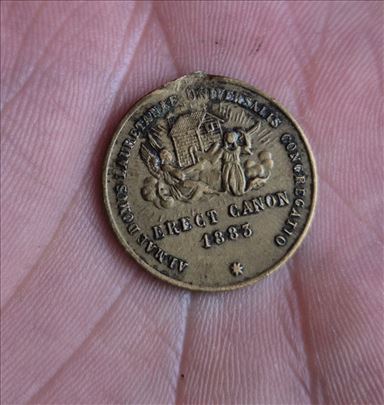 ALMAE DOMUS LAURETANAE UNIVERSALIS CONGREGATIO
ERECT CANON
1883